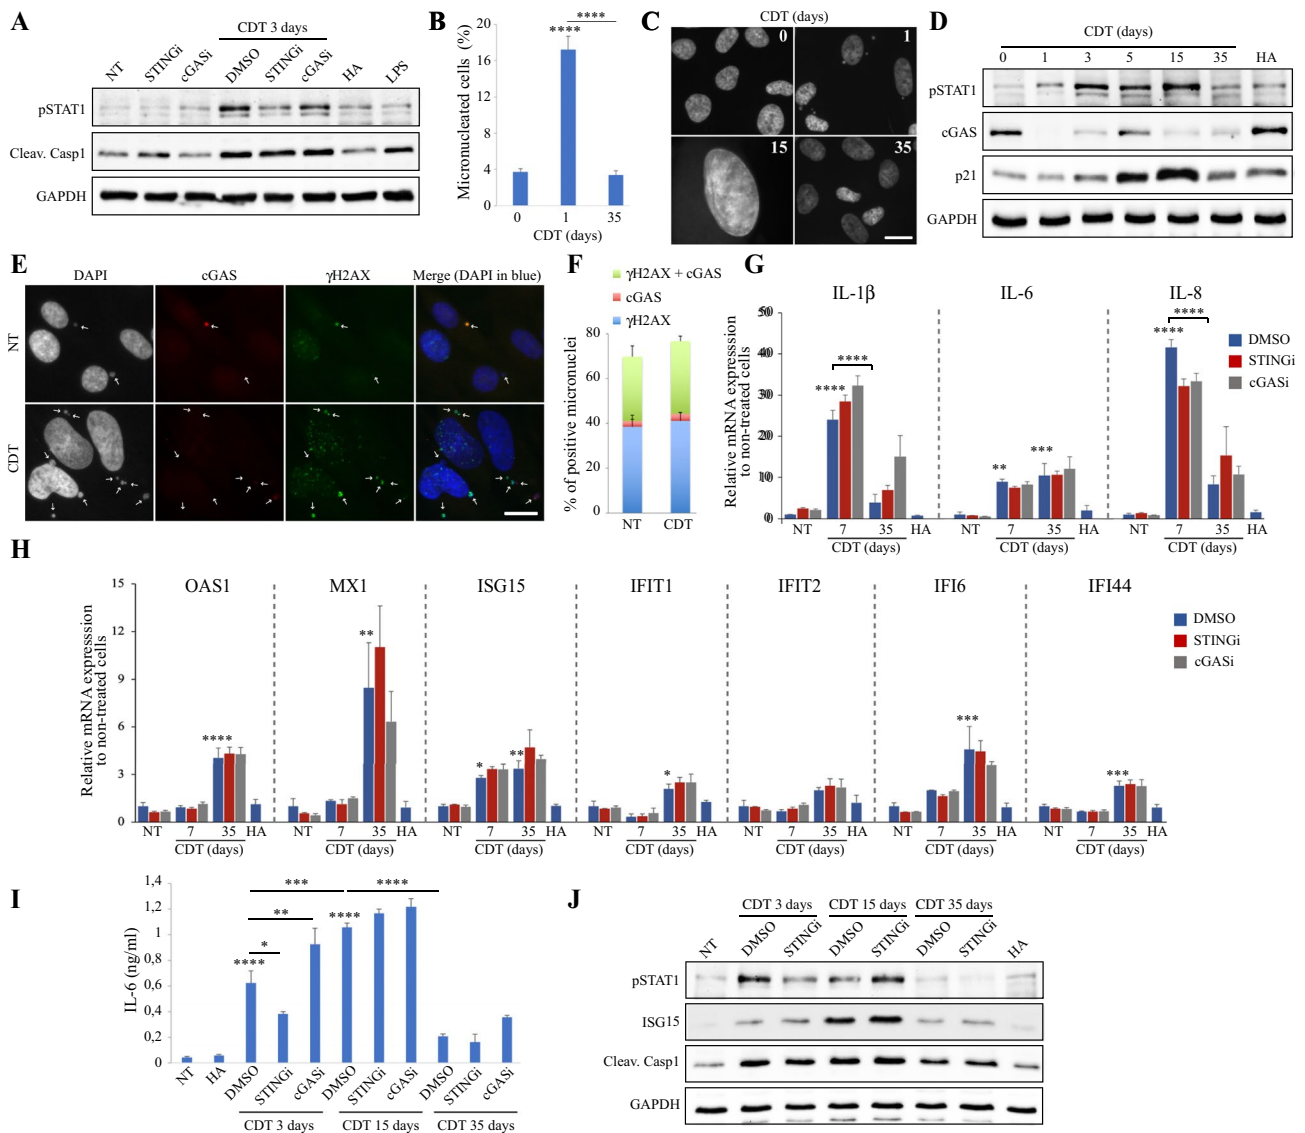 A
CDT 3 days
NT STINGi cGASi DMSO STINGi cGASi HA LPS
pSTAT1
Cleav. Casp1
GAPDH
B
Micronucleated cells (%)
20
16
12
8
4
0
****
****
0 1 35
CDT (days)
C
CDT (days)
0 1
15 35
D
CDT (days)
0 1 3 5 15 35 HA
pSTAT1
cGAS
p21
GAPDH
E
DAPI cGAS γH2AX Merge (DAPI in blue)
NT
CDT
F
γH2AX + cGAS
cGAS
γH2AX
% of positive micronuclei
80
60
40
20
0
NT CDT
G
IL-1β IL-6 IL-8
Relative mRNA expresssion
to non-treated cells
50
40
30
20
10
0
**** **** ** *** **** ****
DMSO
STINGi
cGASi
NT 7 35 HA NT 7 35 HA NT 7 35 HA
CDT (days) CDT (days) CDT (days)
H
OAS1 MX1 ISG15 IFIT1 IFIT2 IFI6 IFI44
Relative mRNA expresssion
to non-treated cells
15
12
9
6
3
0
**** ** * ** * *** ***
DMSO
STINGi
cGASi
NT 7 35 HA NT 7 35 HA NT 7 35 HA NT 7 35 HA NT 7 35 HA NT 7 35 HA NT 7 35 HA
CDT (days) CDT (days) CDT (days) CDT (days) CDT (days) CDT (days) CDT (days)
I
IL-6 (ng/ml)
1,4
1,2
1
0,8
0,6
0,4
0,2
0
*** ****
**
*
**** ****
NT HA DMSO STINGi cGASi DMSO STINGi cGASi DMSO STINGi cGASi
CDT 3 days CDT 15 days CDT 35 days
J
CDT 3 days CDT 15 days CDT 35 days
NT DMSO STINGi DMSO STINGi DMSO STINGi HA
pSTAT1
ISG15
Cleav. Casp1
GAPDH